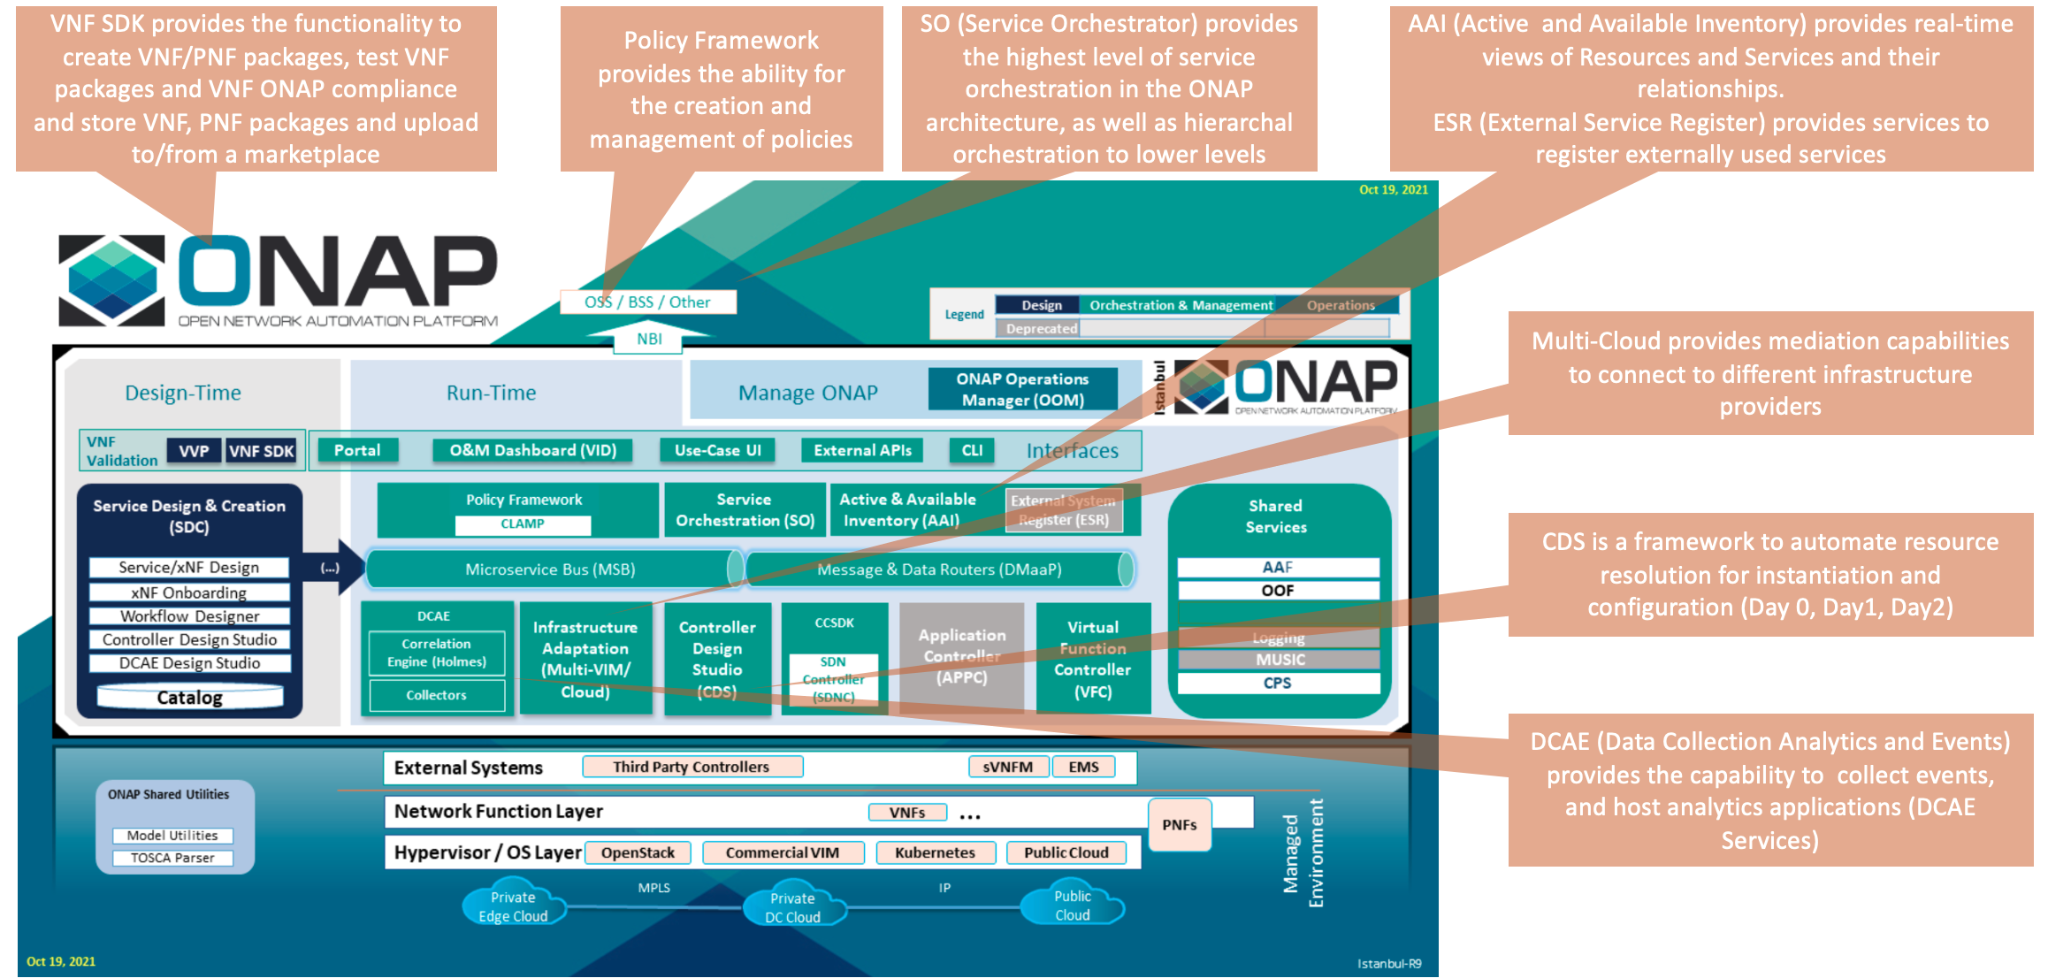 VNF SDK provides the functionality to
create VNF/PNF packages, test VNF
packages and VNF ONAP compliance
and store VNF, PNF packages and upload
to/from a marketplace
Policy Framework
provides the ability for
the creation and
management of policies
SO (Service Orchestrator) provides
the highest level of service
orchestration in the ONAP
architecture, as well as hierarchal
orchestration to lower levels
AAI (Active and Available Inventory) provides real-time
views of Resources and Services and their
relationships.
ESR (External Service Register) provides services to
register externally used services
Oct 19, 2021
ONAP
OPEN NETWORK AUTOMATION PLATFORM
OSS / BSS / Other
NBI
Legend
Design
Orchestration & Management
Operations
Deprecated
Multi-Cloud provides mediation capabilities
to connect to different infrastructure
providers
Design-Time
Run-Time
Manage ONAP
ONAP Operations
Manager (OOM)
Istanbul
ONAP
OPEN NETWORK AUTOMATION PLATFORM
VNF
Validation
VVP
VNF SDK
Portal
O&M Dashboard (VID)
Use-Case UI
External APIs
CLI
Interfaces
Service Design & Creation
(SDC)
Service/xNF Design
xNF Onboarding
Workflow Designer
Controller Design Studio
DCAE Design Studio
Catalog
(...)
Policy Framework
CLAMP
Service
Orchestration (SO)
Active & Available
Inventory (AAI)
External System
Register (ESR)
Microservice Bus (MSB)
Message & Data Routers (DMaaP)
DCAE
Correlation
Engine (Holmes)
Collectors
Infrastructure
Adaptation
(Multi-VIM/
Cloud)
Controller
Design
Studio
(CDS)
CCSDK
SDN
Controller
(SDNC)
Application
Controller
(APPC)
Virtual
Function
Controller
(VFC)
Shared
Services
AAF
OOF
Logging
MUSIC
CPS
CDS is a framework to automate resource
resolution for instantiation and
configuration (Day 0, Day1, Day2)
DCAE (Data Collection Analytics and Events)
provides the capability to collect events,
and host analytics applications (DCAE
Services)
ONAP Shared Utilities
Model Utilities
TOSCA Parser
External Systems
Third Party Controllers
sVNFM
EMS
Network Function Layer
VNFs
...
PNFs
Hypervisor / OS Layer
OpenStack
Commercial VIM
Kubernetes
Public Cloud
Managed
Environment
Private
Edge Cloud
MPLS
Private
DC Cloud
IP
Public
Cloud
Oct 19, 2021
Istanbul-R9